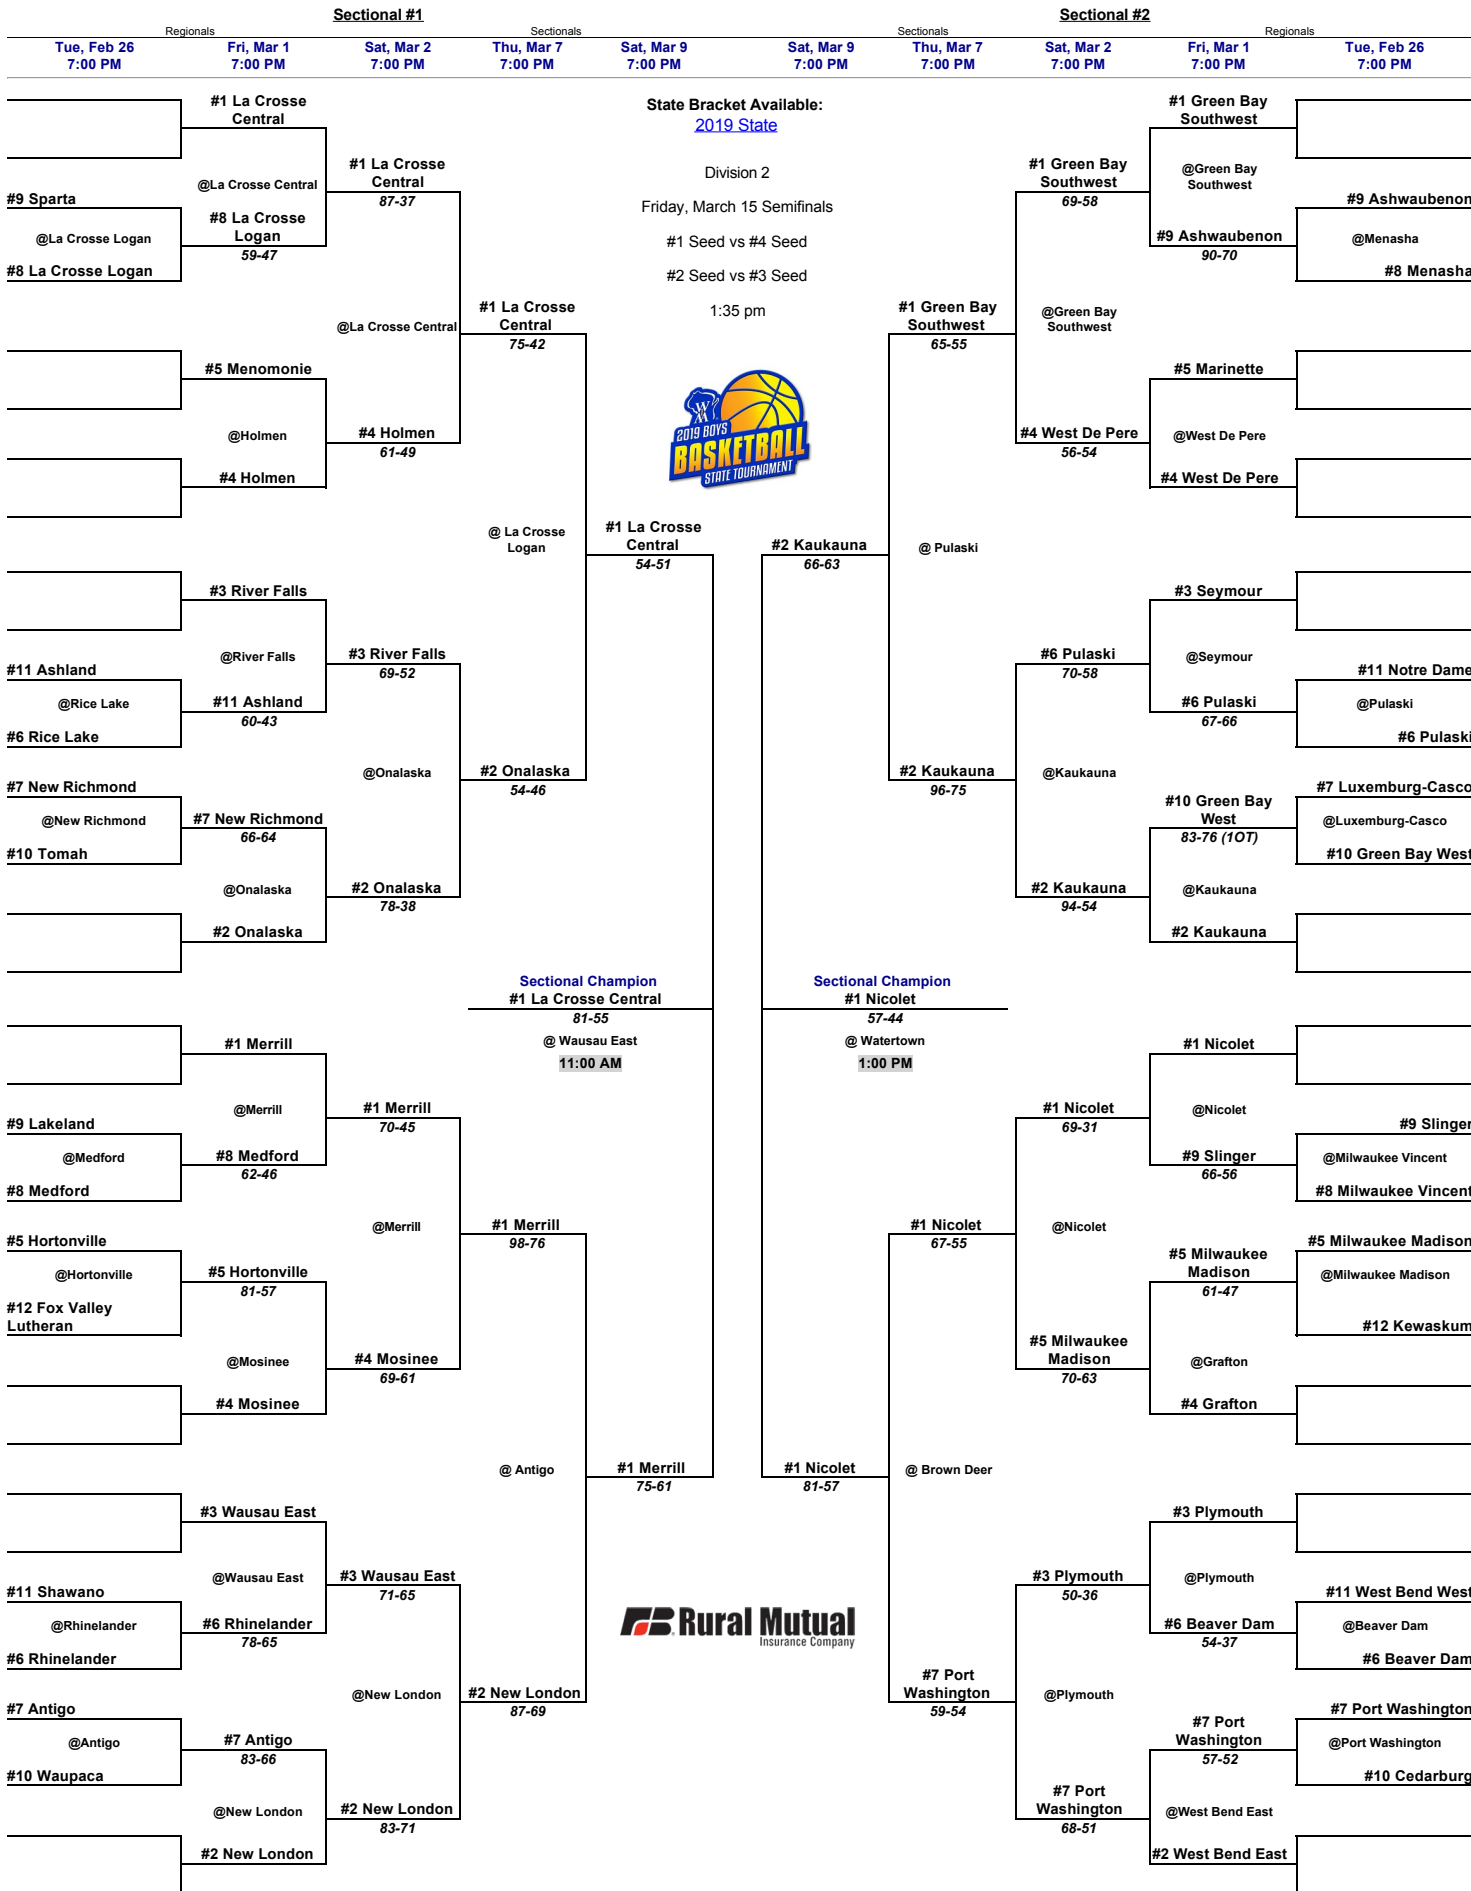 Sectional #1
Sectional #2
Regionals
Sectionals
Sectionals
Regionals
Tue, Feb 26
7:00 PM
Fri, Mar 1
7:00 PM
Sat, Mar 2
7:00 PM
Thu, Mar 7
7:00 PM
Sat, Mar 9
7:00 PM
Sat, Mar 9
7:00 PM
Thu, Mar 7
7:00 PM
Sat, Mar 2
7:00 PM
Fri, Mar 1
7:00 PM
Tue, Feb 26
7:00 PM
#9 Sparta
@La Crosse Logan
#8 La Crosse Logan
#11 Ashland
@Rice Lake
#6 Rice Lake
#7 New Richmond
@New Richmond
#10 Tomah
#9 Lakeland
@Medford
#8 Medford
#5 Hortonville
@Hortonville
#12 Fox Valley
Lutheran
#11 Shawano
@Rhinelander
#6 Rhinelander
#7 Antigo
@Antigo
#10 Waupaca
#1 La Crosse
Central
@La Crosse Central
#8 La Crosse
Logan
59-47
#5 Menomonie
@Holmen
#4 Holmen
#3 River Falls
@River Falls
#11 Ashland
60-43
#7 New Richmond
66-64
@Onalaska
#2 Onalaska
#1 Merrill
@Merrill
#8 Medford
62-46
#5 Hortonville
81-57
@Mosinee
#4 Mosinee
#3 Wausau East
@Wausau East
#6 Rhinelander
78-65
#7 Antigo
83-66
@New London
#2 New London
#1 La Crosse
Central
87-37
@La Crosse Central
#4 Holmen
61-49
#3 River Falls
69-52
@Onalaska
#2 Onalaska
78-38
#1 Merrill
70-45
@Merrill
#4 Mosinee
69-61
#3 Wausau East
71-65
@New London
#2 New London
83-71
#1 La Crosse
Central
75-42
@ La Crosse
Logan
#2 Onalaska
54-46
#1 Merrill
98-76
@ Antigo
#2 New London
87-69
#1 La Crosse
Central
54-51
#1 Merrill
75-61
Sectional Champion
#1 La Crosse Central
81-55
@ Wausau East
11:00 AM
State Bracket Available:
2019 State
Division 2
Friday, March 15 Semifinals
#1 Seed vs #4 Seed
#2 Seed vs #3 Seed
1:35 pm
2019 BOYS
BASKETBALL
STATE TOURNAMENT
Sectional Champion
#1 Nicolet
57-44
@ Watertown
1:00 PM
Rural Mutual
Insurance Company
#2 Kaukauna
66-63
#1 Nicolet
81-57
#1 Green Bay
Southwest
65-55
@ Pulaski
#2 Kaukauna
96-75
#1 Nicolet
67-55
@ Brown Deer
#7 Port
Washington
59-54
#1 Green Bay
Southwest
69-58
@Green Bay
Southwest
#4 West De Pere
56-54
#6 Pulaski
70-58
@Kaukauna
#2 Kaukauna
94-54
#1 Nicolet
69-31
@Nicolet
#5 Milwaukee
Madison
70-63
#3 Plymouth
50-36
@Plymouth
#7 Port
Washington
68-51
#1 Green Bay
Southwest
@Green Bay
Southwest
#9 Ashwaubenon
90-70
#5 Marinette
@West De Pere
#4 West De Pere
#3 Seymour
@Seymour
#6 Pulaski
67-66
#10 Green Bay
West
83-76 (1OT)
@Kaukauna
#2 Kaukauna
#1 Nicolet
@Nicolet
#9 Slinger
66-56
#5 Milwaukee
Madison
61-47
@Grafton
#4 Grafton
#3 Plymouth
@Plymouth
#6 Beaver Dam
54-37
#7 Port
Washington
57-52
@West Bend East
#2 West Bend East
#9 Ashwaubenon
@Menasha
#8 Menasha
#11 Notre Dame
@Pulaski
#6 Pulaski
#7 Luxemburg-Casco
@Luxemburg-Casco
#10 Green Bay West
#9 Slinger
@Milwaukee Vincent
#8 Milwaukee Vincent
#5 Milwaukee Madison
@Milwaukee Madison
#12 Kewaskum
#11 West Bend West
@Beaver Dam
#6 Beaver Dam
#7 Port Washington
@Port Washington
#10 Cedarburg